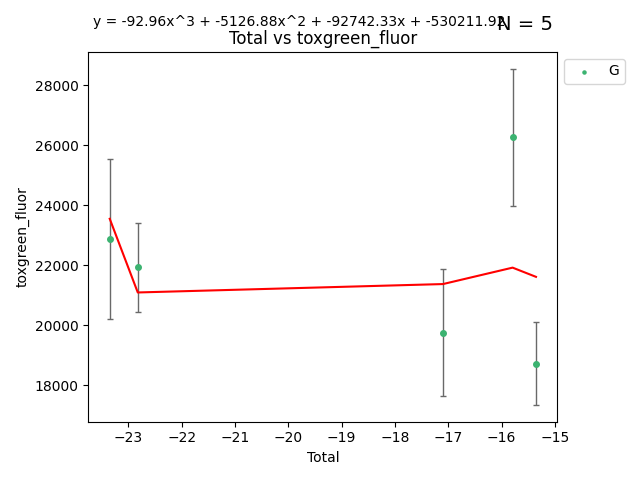 y = -92.96x^3 + -5126.88x^2 + -92742.33x + -530211.92
N = 5
Total vs toxgreen_fluor
G
28000
26000
24000
22000
20000
18000
toxgreen_fluor
−23 −22 −21 −20 −19 −18 −17 −16 −15
Total